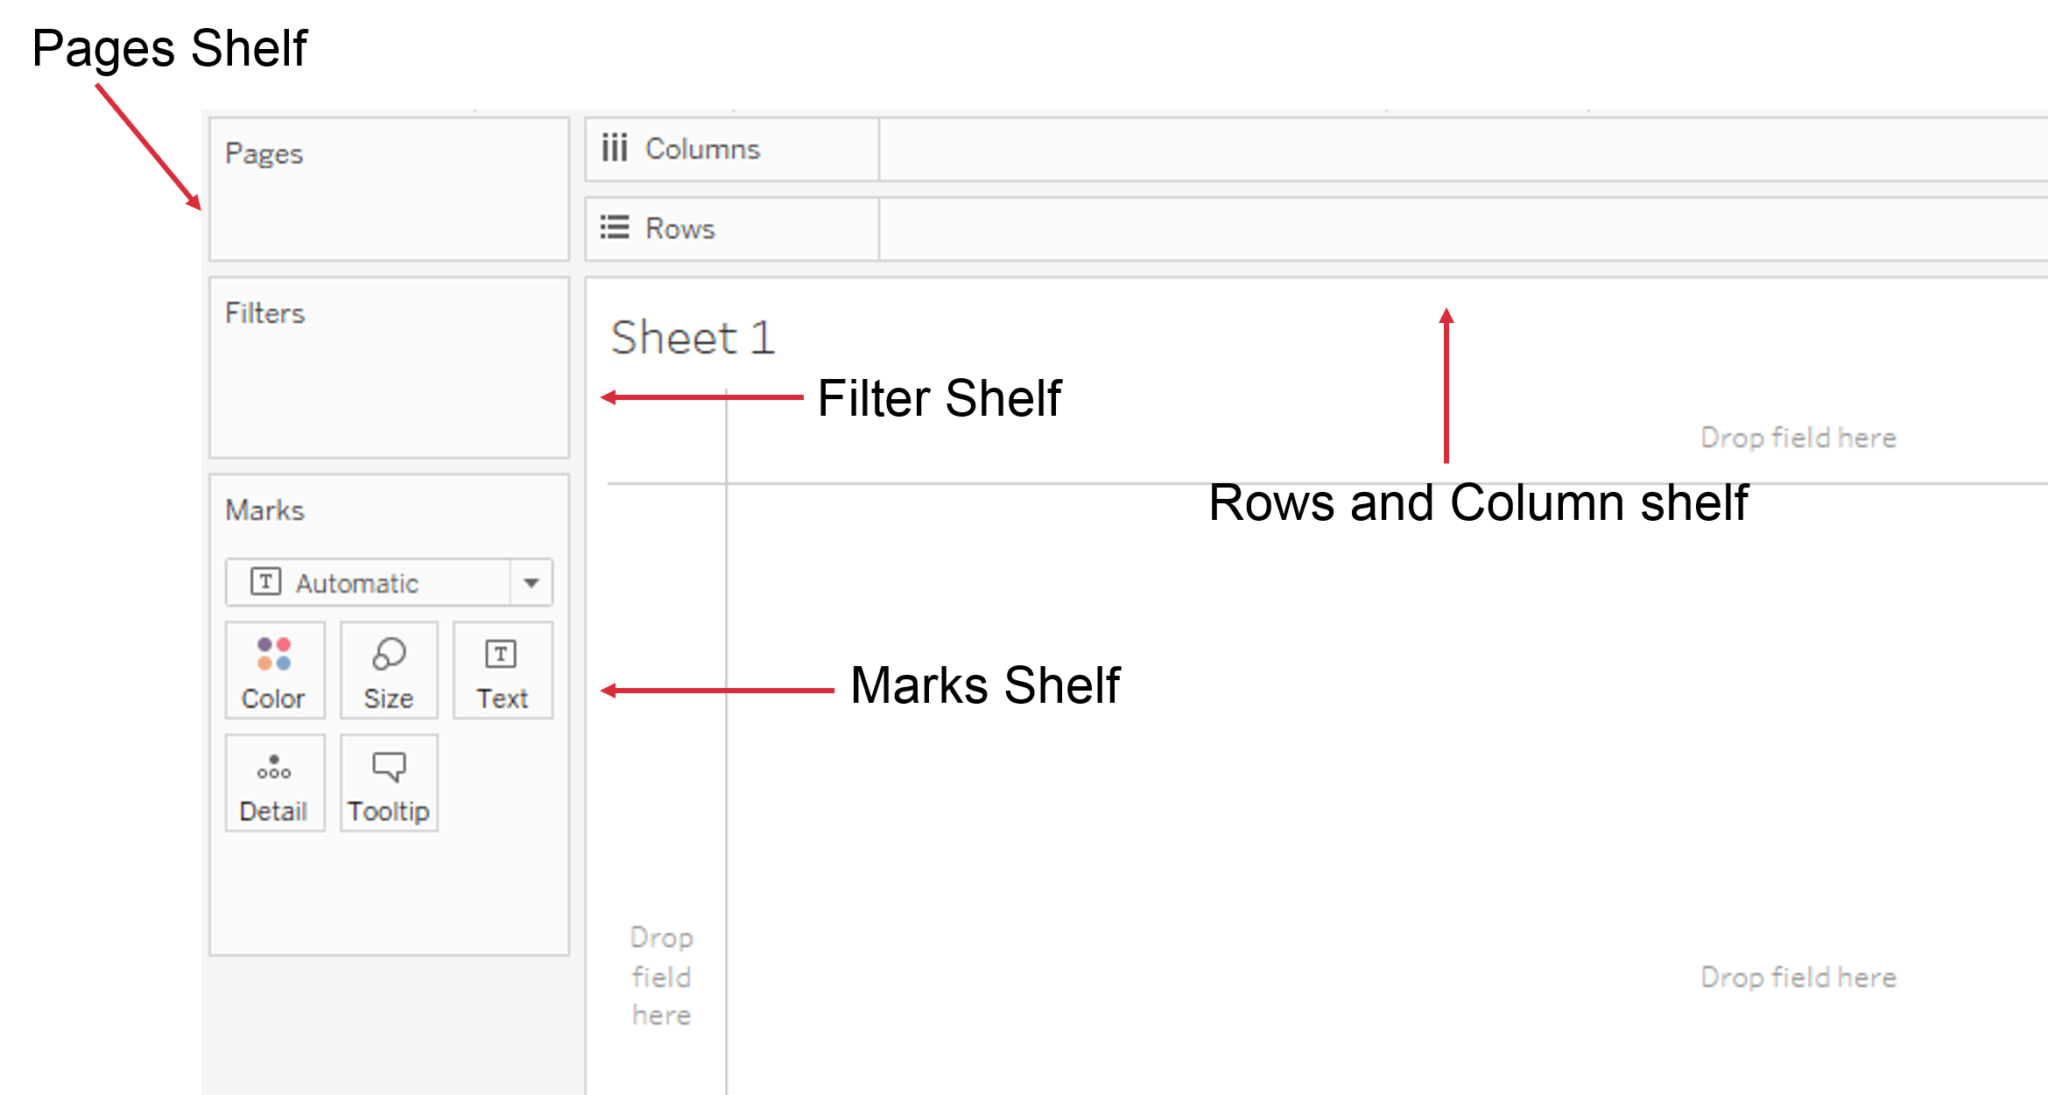 Pages Shelf
Pages
Columns
Rows
Filters
Sheet 1
Filter Shelf
Drop field here
Rows and Column shelf
Marks
T Automatic
Color
Size
T
Text
Marks Shelf
Detail
Tooltip
Drop
field
here
Drop field here